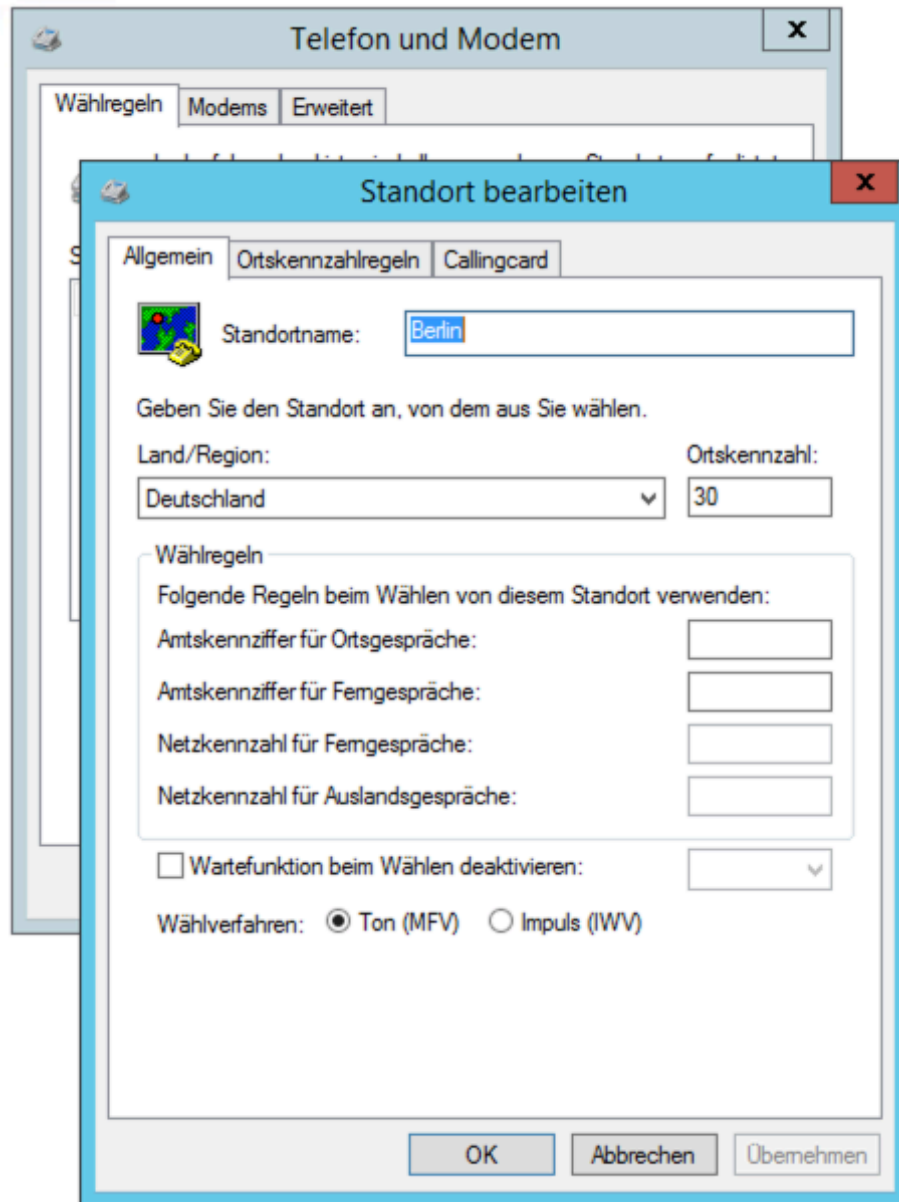 Telefon und Modem
Wählregeln Modems Erweitert
Standort bearbeiten
Allgemein Ortskennzahlregeln Callingcard
Standortname: Berlin
Geben Sie den Standort an, von dem aus Sie wählen.
Land/Region: Ortskennzahl:
Deutschland 30
Wählregeln
Folgende Regeln beim Wählen von diesem Standort verwenden:
Amtskennziffer für Ortsgespräche:
Amtskennziffer für Ferngespräche:
Netzkennzahl für Ferngespräche:
Netzkennzahl für Auslandsgespräche:
Wartefunktion beim Wählen deaktivieren:
Wählverfahren: Ton (MFV) Impuls (IWV)
OK Abbrechen Übernehmen